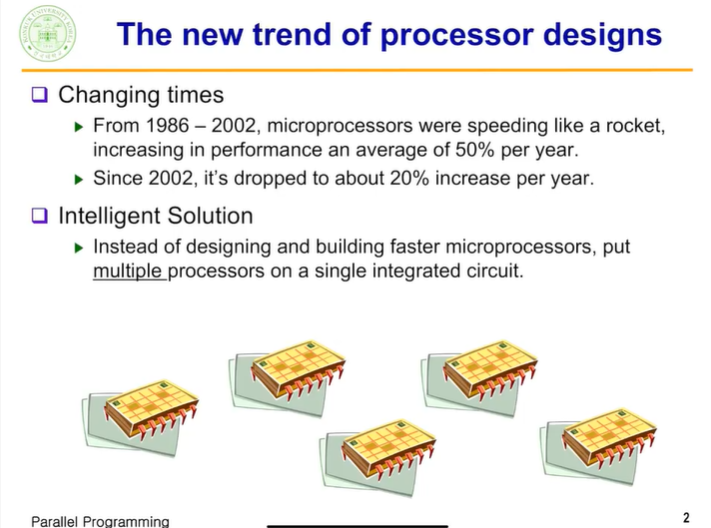 The new trend of processor designs
Changing times
From 1986 – 2002, microprocessors were speeding like a rocket,
increasing in performance an average of 50% per year.
Since 2002, it's dropped to about 20% increase per year.
Intelligent Solution
Instead of designing and building faster microprocessors, put
multiple processors on a single integrated circuit.
Parallel Programming
2